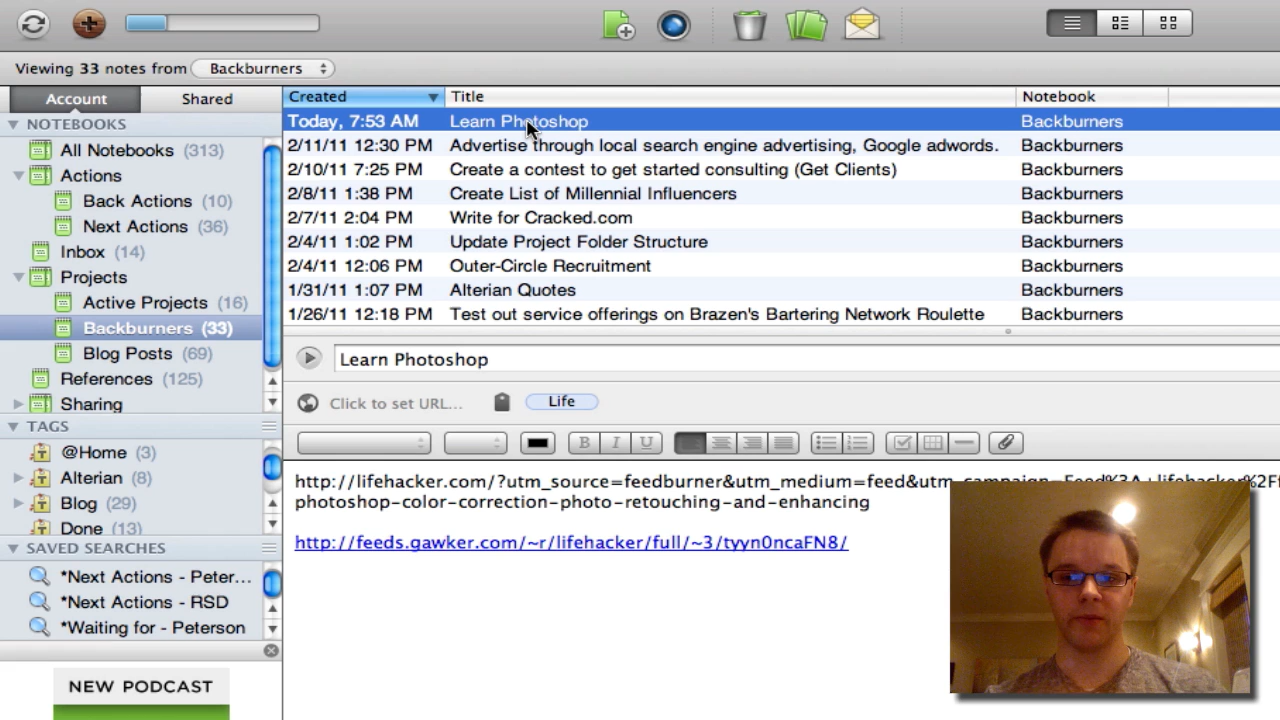 Viewing 33 notes from Backburners
Account Shared
NOTEBOOKS
All Notebooks (313)
Actions
Back Actions (10)
Next Actions (36)
Inbox (14)
Projects
Active Projects (16)
Backburners (33)
Blog Posts (69)
References (125)
Sharing
TAGS
@Home (3)
Alterian (8)
Blog (29)
Done (13)
SAVED SEARCHES
*Next Actions - Peter...
*Next Actions - RSD
*Waiting for - Peterson
NEW PODCAST
Created Title Notebook
Today, 7:53 AM Learn Photoshop Backburners
2/11/11 12:30 PM Advertise through local search engine advertising, Google adwords. Backburners
2/10/11 7:25 PM Create a contest to get started consulting (Get Clients) Backburners
2/8/11 1:38 PM Create List of Millennial Influencers Backburners
2/7/11 2:04 PM Write for Cracked.com Backburners
2/4/11 1:02 PM Update Project Folder Structure Backburners
2/4/11 12:06 PM Outer-Circle Recruitment Backburners
1/31/11 1:07 PM Alterian Quotes Backburners
1/26/11 12:18 PM Test out service offerings on Brazen's Bartering Network Roulette Backburners
Learn Photoshop
Click to set URL... Life
B I U
http://lifehacker.com/?utm_source=feedburner&utm_medium=feed&utm_campaign=Feed%3A+lifehacker%2Ff
photoshop-color-correction-photo-retouching-and-enhancing
http://feeds.gawker.com/~r/lifehacker/full/~3/tyyn0ncaFN8/